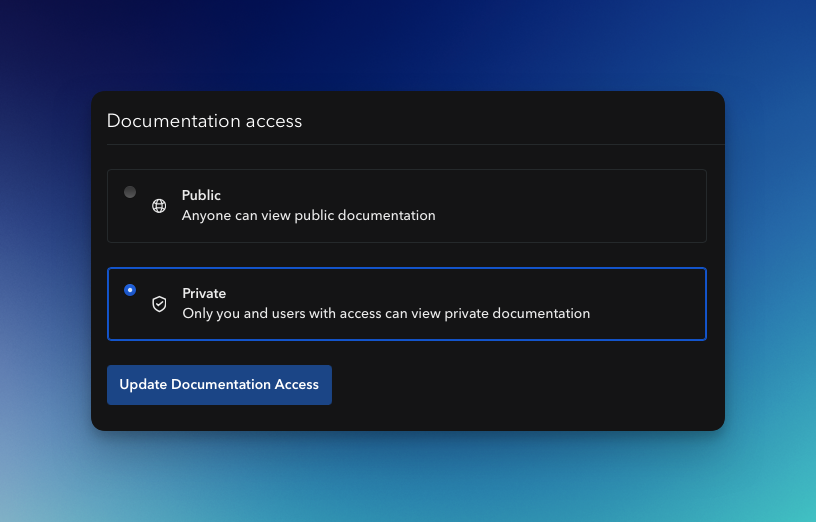 Documentation access
Public
Anyone can view public documentation
Private
Only you and users with access can view private documentation
Update Documentation Access